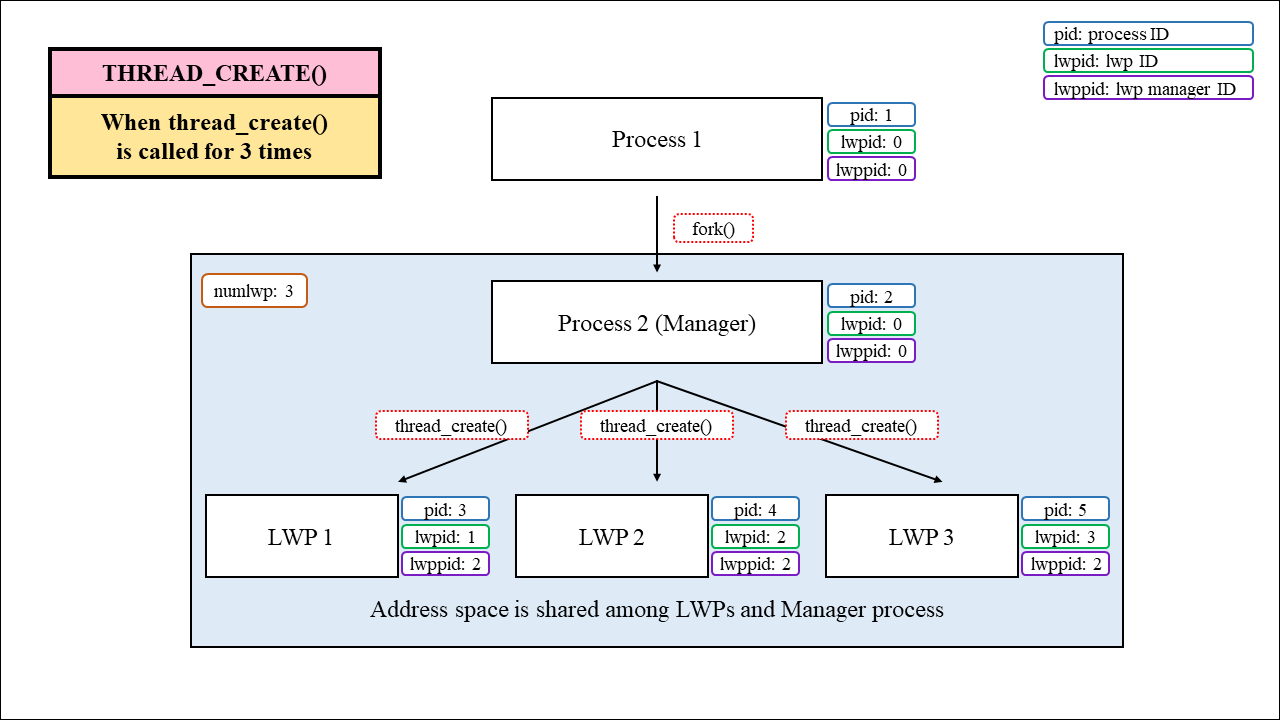 THREAD_CREATE()
When thread_create()
is called for 3 times
pid: process ID
lwpid: lwp ID
lwppid: lwp manager ID
Process 1
pid: 1
lwpid: 0
lwppid: 0
fork()
numlwp: 3
Process 2 (Manager)
pid: 2
lwpid: 0
lwppid: 0
thread_create()
thread_create()
thread_create()
LWP 1
pid: 3
lwpid: 1
lwppid: 2
LWP 2
pid: 4
lwpid: 2
lwppid: 2
LWP 3
pid: 5
lwpid: 3
lwppid: 2
Address space is shared among LWPs and Manager process